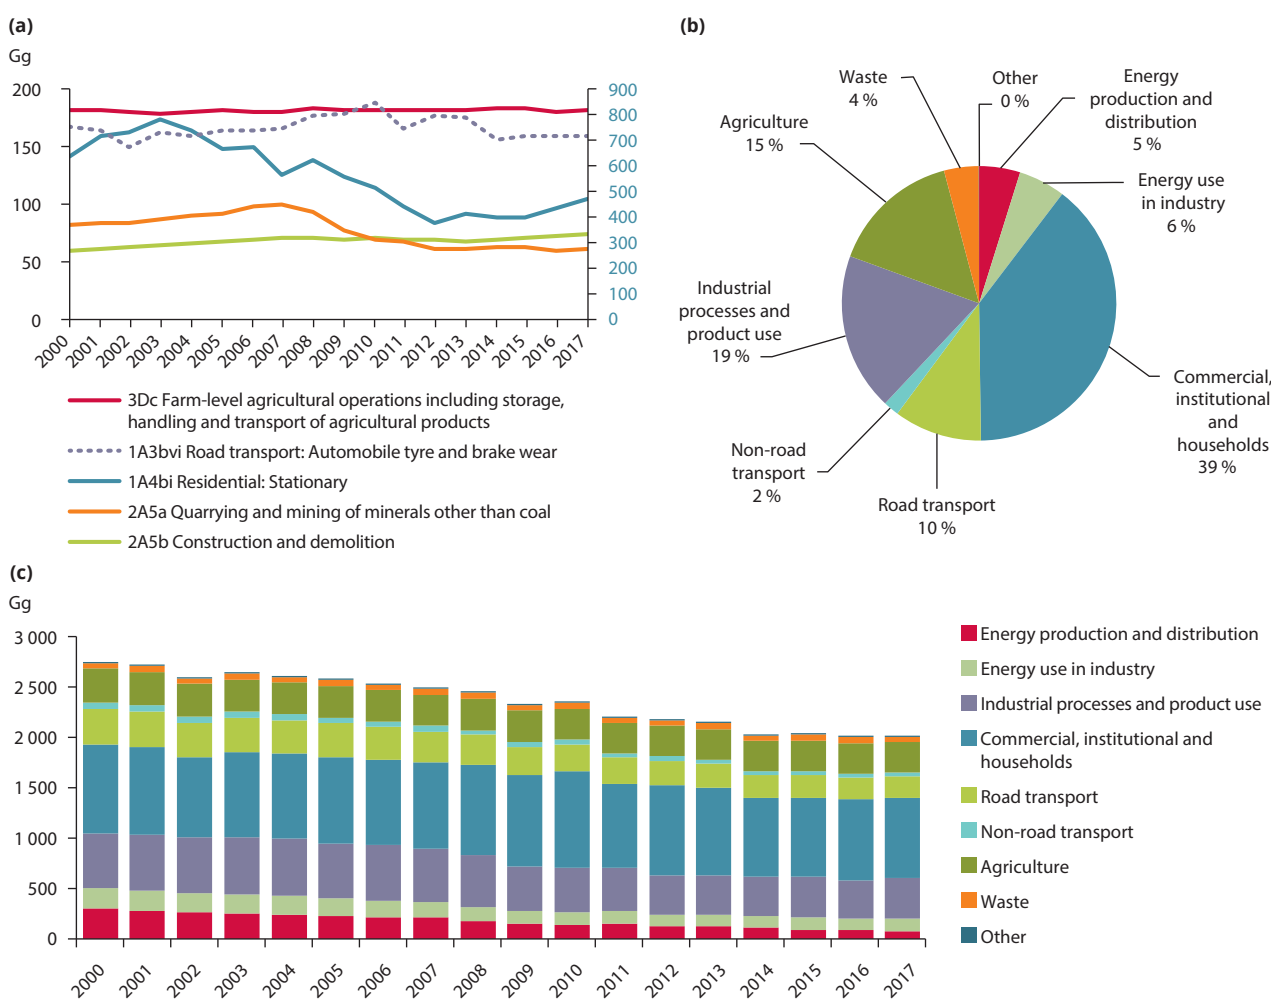 (a)
Gg
200
150
100
50
0
900
800
700
600
500
400
300
200
100
0
2000
2001
2002
2003
2004
2005
2006
2007
2008
2009
2010
2011
2012
2013
2014
2015
2016
2017
3Dc Farm-level agricultural operations including storage,
handling and transport of agricultural products
1A3bvi Road transport: Automobile tyre and brake wear
1A4bi Residential: Stationary
2A5a Quarrying and mining of minerals other than coal
2A5b Construction and demolition
(b)
Waste
4 %
Other
0 %
Energy
production and
distribution
5 %
Energy use
in industry
6 %
Agriculture
15 %
Industrial
processes and
product use
19 %
Commercial,
institutional
and
households
39 %
Non-road
transport
2 %
Road transport
10 %
(c)
Gg
3 000
2 500
2 000
1 500
1 000
500
0
2000
2001
2002
2003
2004
2005
2006
2007
2008
2009
2010
2011
2012
2013
2014
2015
2016
2017
Energy production and distribution
Energy use in industry
Industrial processes and product use
Commercial, institutional and
households
Road transport
Non-road transport
Agriculture
Waste
Other